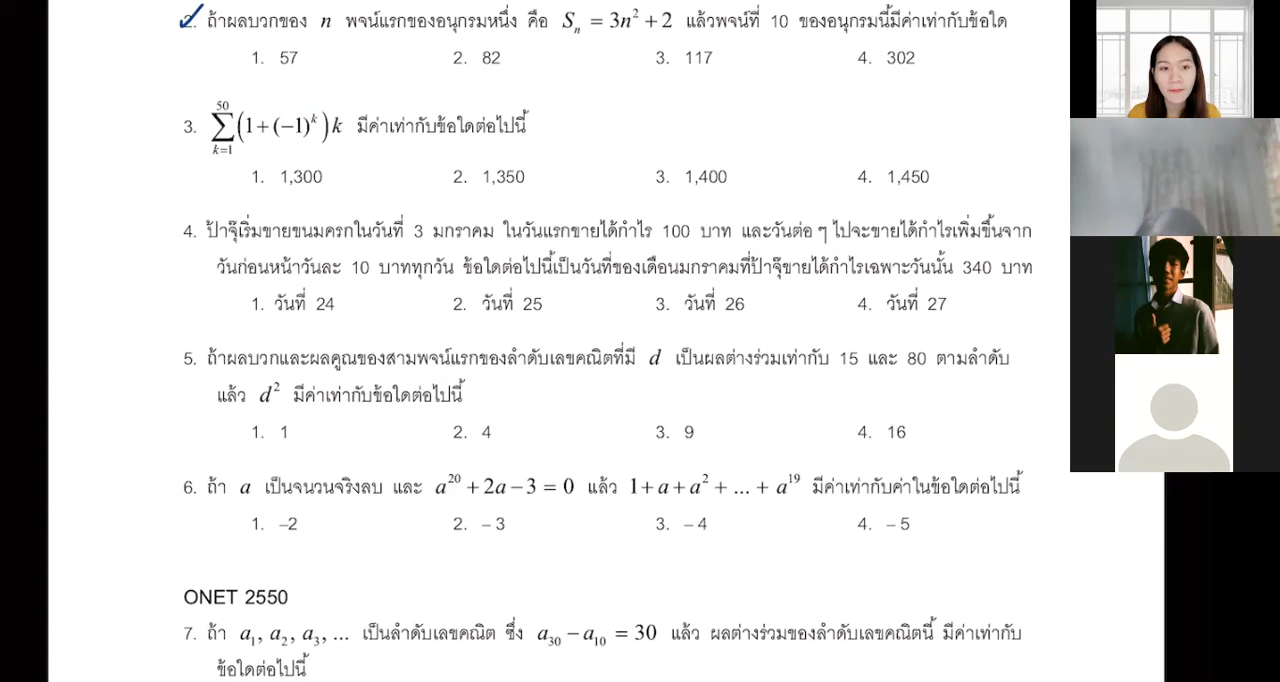 2. ถ้าผลบวกของ n พจน์แรกของอนุกรมหนึ่ง คือ Sₙ = 3n² + 2 แล้วพจน์ที่ 10 ของอนุกรมนี้มีค่าเท่ากับข้อใด
1. 57 2. 82 3. 117 4. 302
3. ∑_{k=1}^{50} (1 + (−1)^k) k มีค่าเท่ากับข้อใดต่อไปนี้
1. 1,300 2. 1,350 3. 1,400 4. 1,450
4. ป้าจุ๊เริ่มขายขนมครกในวันที่ 3 มกราคม ในวันแรกขายได้กำไร 100 บาท และวันต่อ ๆ ไปจะขายได้กำไรเพิ่มขึ้นจาก
วันก่อนหน้าวันละ 10 บาททุกวัน ข้อใดต่อไปนี้เป็นวันที่ของเดือนมกราคมที่ป้าจุ๊ขายได้กำไรเฉพาะวันนั้น 340 บาท
1. วันที่ 24 2. วันที่ 25 3. วันที่ 26 4. วันที่ 27
5. ถ้าผลบวกและผลคูณของสามพจน์แรกของลำดับเลขคณิตที่มี d เป็นผลต่างร่วมเท่ากับ 15 และ 80 ตามลำดับ
แล้ว d² มีค่าเท่ากับข้อใดต่อไปนี้
1. 1 2. 4 3. 9 4. 16
6. ถ้า a เป็นจนวนจริงลบ และ a²⁰ + 2a − 3 = 0 แล้ว 1 + a + a² + ... + a¹⁹ มีค่าเท่ากับค่าในข้อใดต่อไปนี้
1. –2 2. – 3 3. – 4 4. – 5
ONET 2550
7. ถ้า a₁, a₂, a₃, ... เป็นลำดับเลขคณิต ซึ่ง a₃₀ − a₁₀ = 30 แล้ว ผลต่างร่วมของลำดับเลขคณิตนี้ มีค่าเท่ากับ
ข้อใดต่อไปนี้